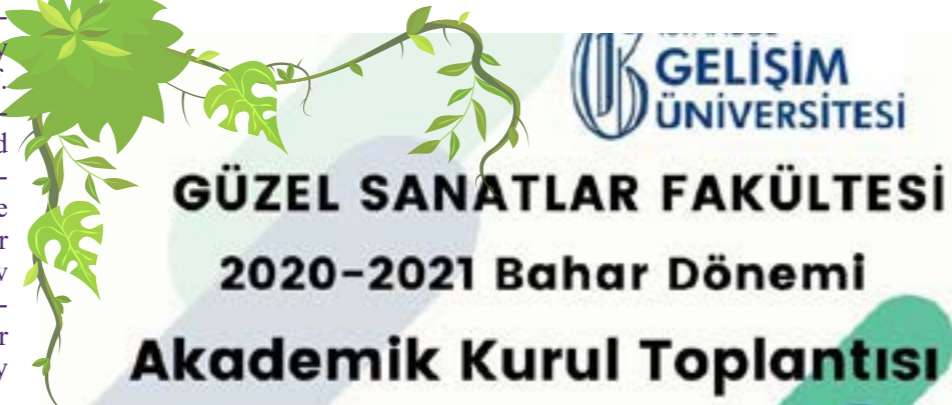 GELİŞİM
ÜNİVERSİTESİ
GÜZEL SANATLAR FAKÜLTESİ
2020-2021 Bahar Dönemi
Akademik Kurul Toplantısı